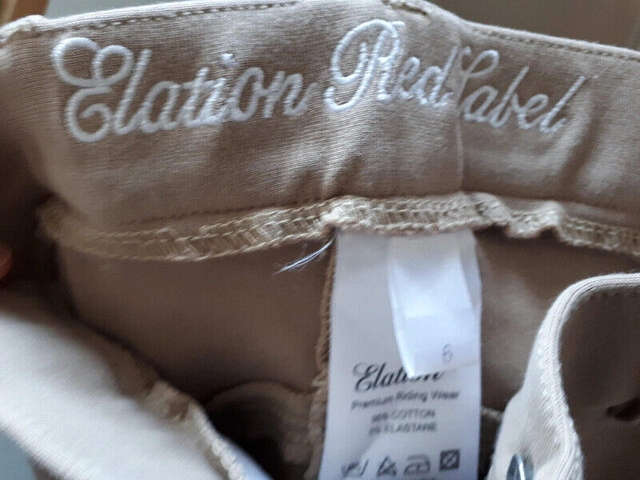 Elation Red Label
6
Elation
Premium Riding Wear
COTTON
ELASTANE